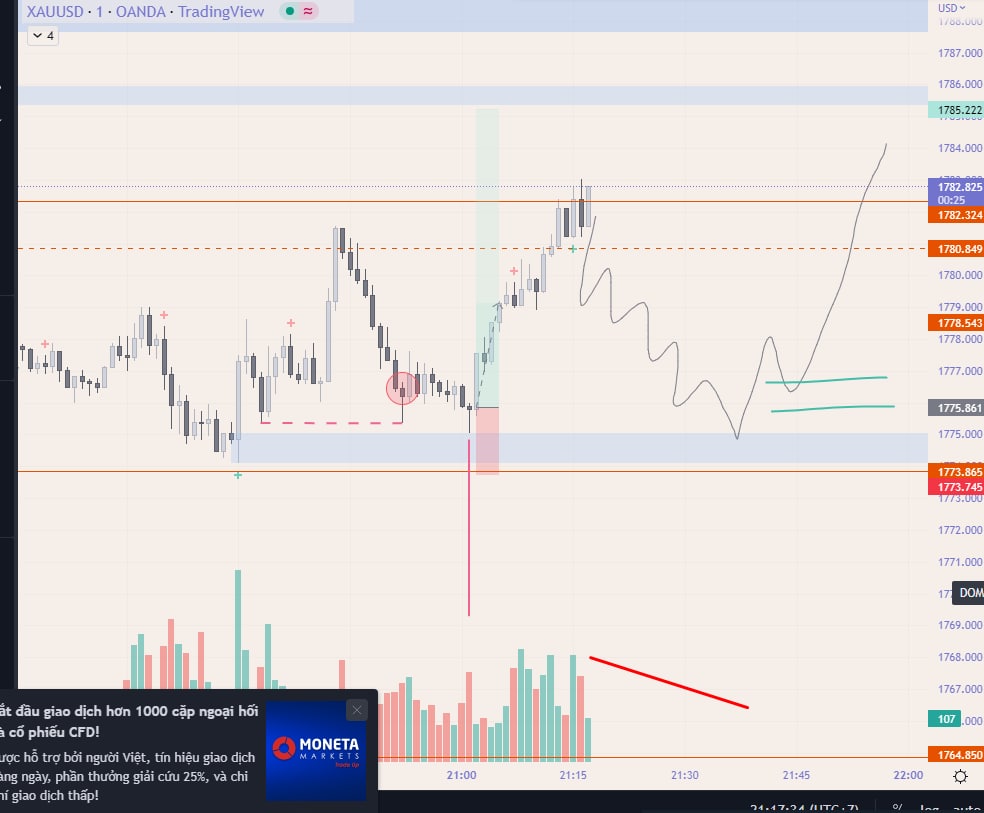 XAUUSD · 1 · OANDA · TradingView
4
USD
1788.000
1787.000
1786.000
1785.222
1784.000
1782.825
00:25
1782.324
1780.849
1780.000
1779.000
1778.543
1778.000
1777.000
1775.861
1775.000
1773.865
1773.745
1773.000
1772.000
1771.000
DOM
1769.000
1768.000
1767.000
107
1764.850
21:00
21:15
21:30
21:45
22:00
ắt đầu giao dịch hơn 1000 cặp ngoại hối
à cổ phiếu CFD!
ược hỗ trợ bởi người Việt, tín hiệu giao dịch
àng ngày, phần thưởng giải cứu 25%, và chi
hí giao dịch thấp!
MONETA
MARKETS
Trade Up
21:17:34 (UTC+7)
%
log
auto